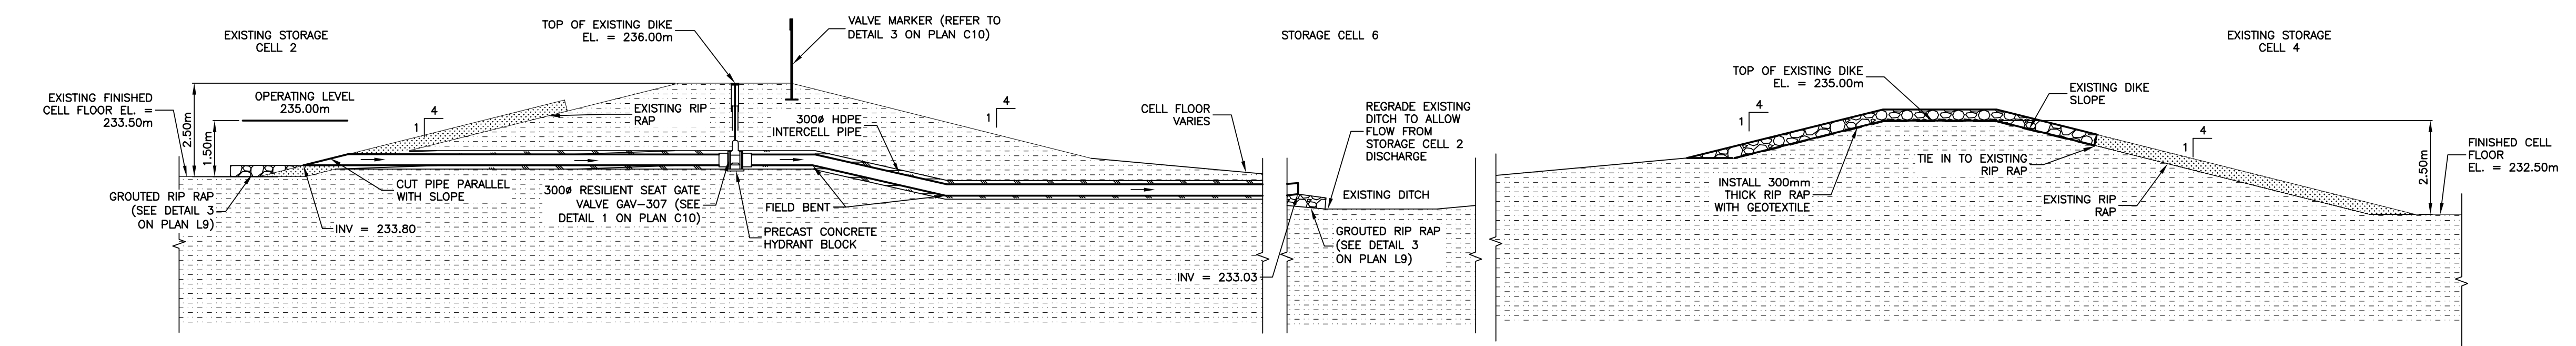 EXISTING STORAGE
CELL 2
TOP OF EXISTING DIKE
EL. = 236.00m
VALVE MARKER (REFER TO
DETAIL 3 ON PLAN C10)
STORAGE CELL 6
EXISTING STORAGE
CELL 4
EXISTING FINISHED
CELL FLOOR EL. =
233.50m
2.50m
1.50m
OPERATING LEVEL
235.00m
4
1
EXISTING RIP
RAP
300ø HDPE
INTERCELL PIPE
4
1
CELL FLOOR
VARIES
REGRADE EXISTING
DITCH TO ALLOW
FLOW FROM
STORAGE CELL 2
DISCHARGE
TOP OF EXISTING DIKE
EL. = 235.00m
4
1
EXISTING DIKE
SLOPE
4
1
2.50m
FINISHED CELL
FLOOR
EL. = 232.50m
GROUTED RIP RAP
(SEE DETAIL 3
ON PLAN L9)
CUT PIPE PARALLEL
WITH SLOPE
INV = 233.80
300ø RESILIENT SEAT GATE
VALVE GAV-307 (SEE
DETAIL 1 ON PLAN C10)
FIELD BENT
PRECAST CONCRETE
HYDRANT BLOCK
EXISTING DITCH
GROUTED RIP RAP
(SEE DETAIL 3
ON PLAN L9)
INV = 233.03
INSTALL 300mm
THICK RIP RAP
WITH GEOTEXTILE
TIE IN TO EXISTING
RIP RAP
EXISTING RIP
RAP